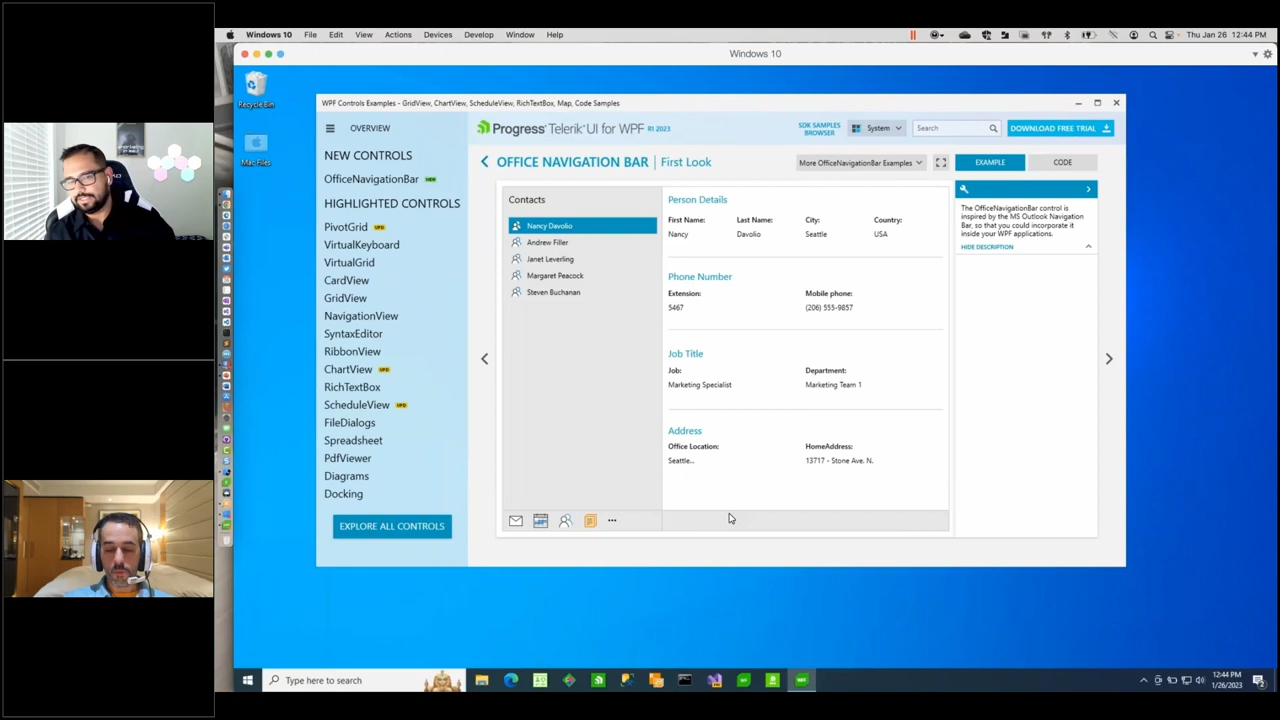 Windows 10 File Edit View Actions Devices Develop Window Help Thu Jan 26 12:44 PM
Windows 10
Recycle Bin
Mac Files
WPF Controls Examples - GridView, ChartView, ScheduleView, RichTextBox, Map, Code Samples
OVERVIEW
NEW CONTROLS
OfficeNavigationBar NEW
HIGHLIGHTED CONTROLS
PivotGrid UPD
VirtualKeyboard
VirtualGrid
CardView
GridView
NavigationView
SyntaxEditor
RibbonView
ChartView UPD
RichTextBox
ScheduleView UPD
FileDialogs
Spreadsheet
PdfViewer
Diagrams
Docking
EXPLORE ALL CONTROLS
Progress Telerik UI for WPF R1 2023
SDK SAMPLES
BROWSER
System
Search
DOWNLOAD FREE TRIAL
OFFICE NAVIGATION BAR | First Look
More OfficeNavigationBar Examples
EXAMPLE
CODE
Contacts
Nancy Davolio
Andrew Filler
Janet Leverling
Margaret Peacock
Steven Buchanan
Person Details
First Name: Last Name: City: Country:
Nancy Davolio Seattle USA
Phone Number
Extension: Mobile phone:
5467 (206) 555-9857
Job Title
Job: Department:
Marketing Specialist Marketing Team 1
Address
Office Location: HomeAddress:
Seattle... 13717 - Stone Ave. N.
The OfficeNavigationBar control is
inspired by the MS Outlook Navigation
Bar, so that you could incorporate it
inside your WPF applications.
HIDE DESCRIPTION
Type here to search
12:44 PM
1/26/2023